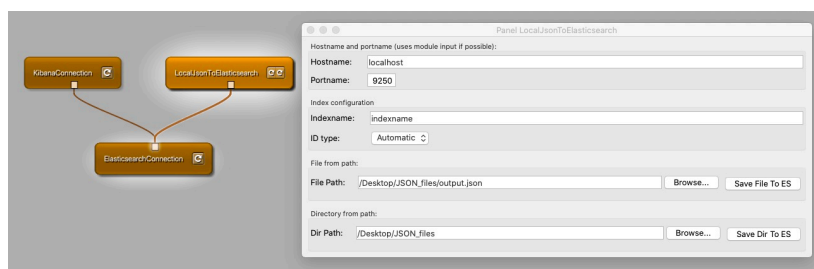 KibanaConnection
LocalJsonToElasticsearch
ElasticsearchConnection
Panel LocalJsonToElasticsearch
Hostname and portname (uses module input if possible):
Hostname: localhost
Portname: 9250
Index configuration
Indexname: indexname
ID type: Automatic
File from path:
File Path: /Desktop/JSON_files/output.json Browse... Save File To ES
Directory from path:
Dir Path: /Desktop/JSON_files Browse... Save Dir To ES